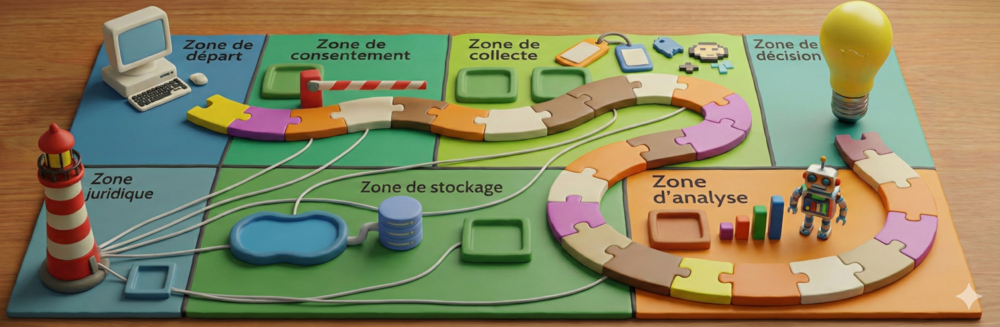 Zone de
départ
Zone de
consentement
Zone de
collecte
Zone de
décision
Zone
juridique
Zone de stockage
Zone
d'analyse